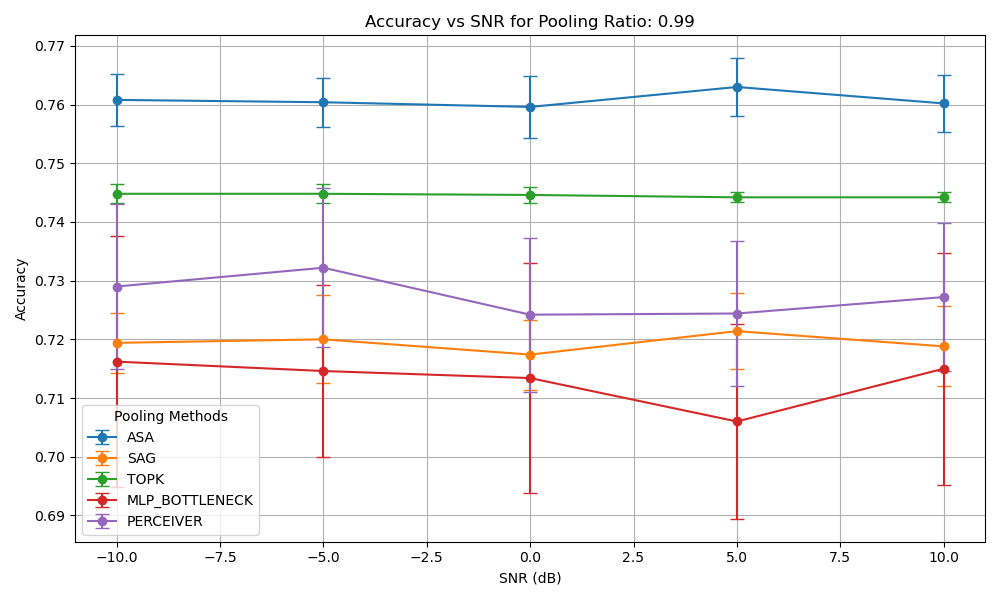 Accuracy vs SNR for Pooling Ratio: 0.99
0.77
0.76
0.75
0.74
0.73
0.72
0.71
0.70
0.69
Accuracy
Pooling Methods
ASA
SAG
TOPK
MLP_BOTTLENECK
PERCEIVER
−10.0 −7.5 −5.0 −2.5 0.0 2.5 5.0 7.5 10.0
SNR (dB)